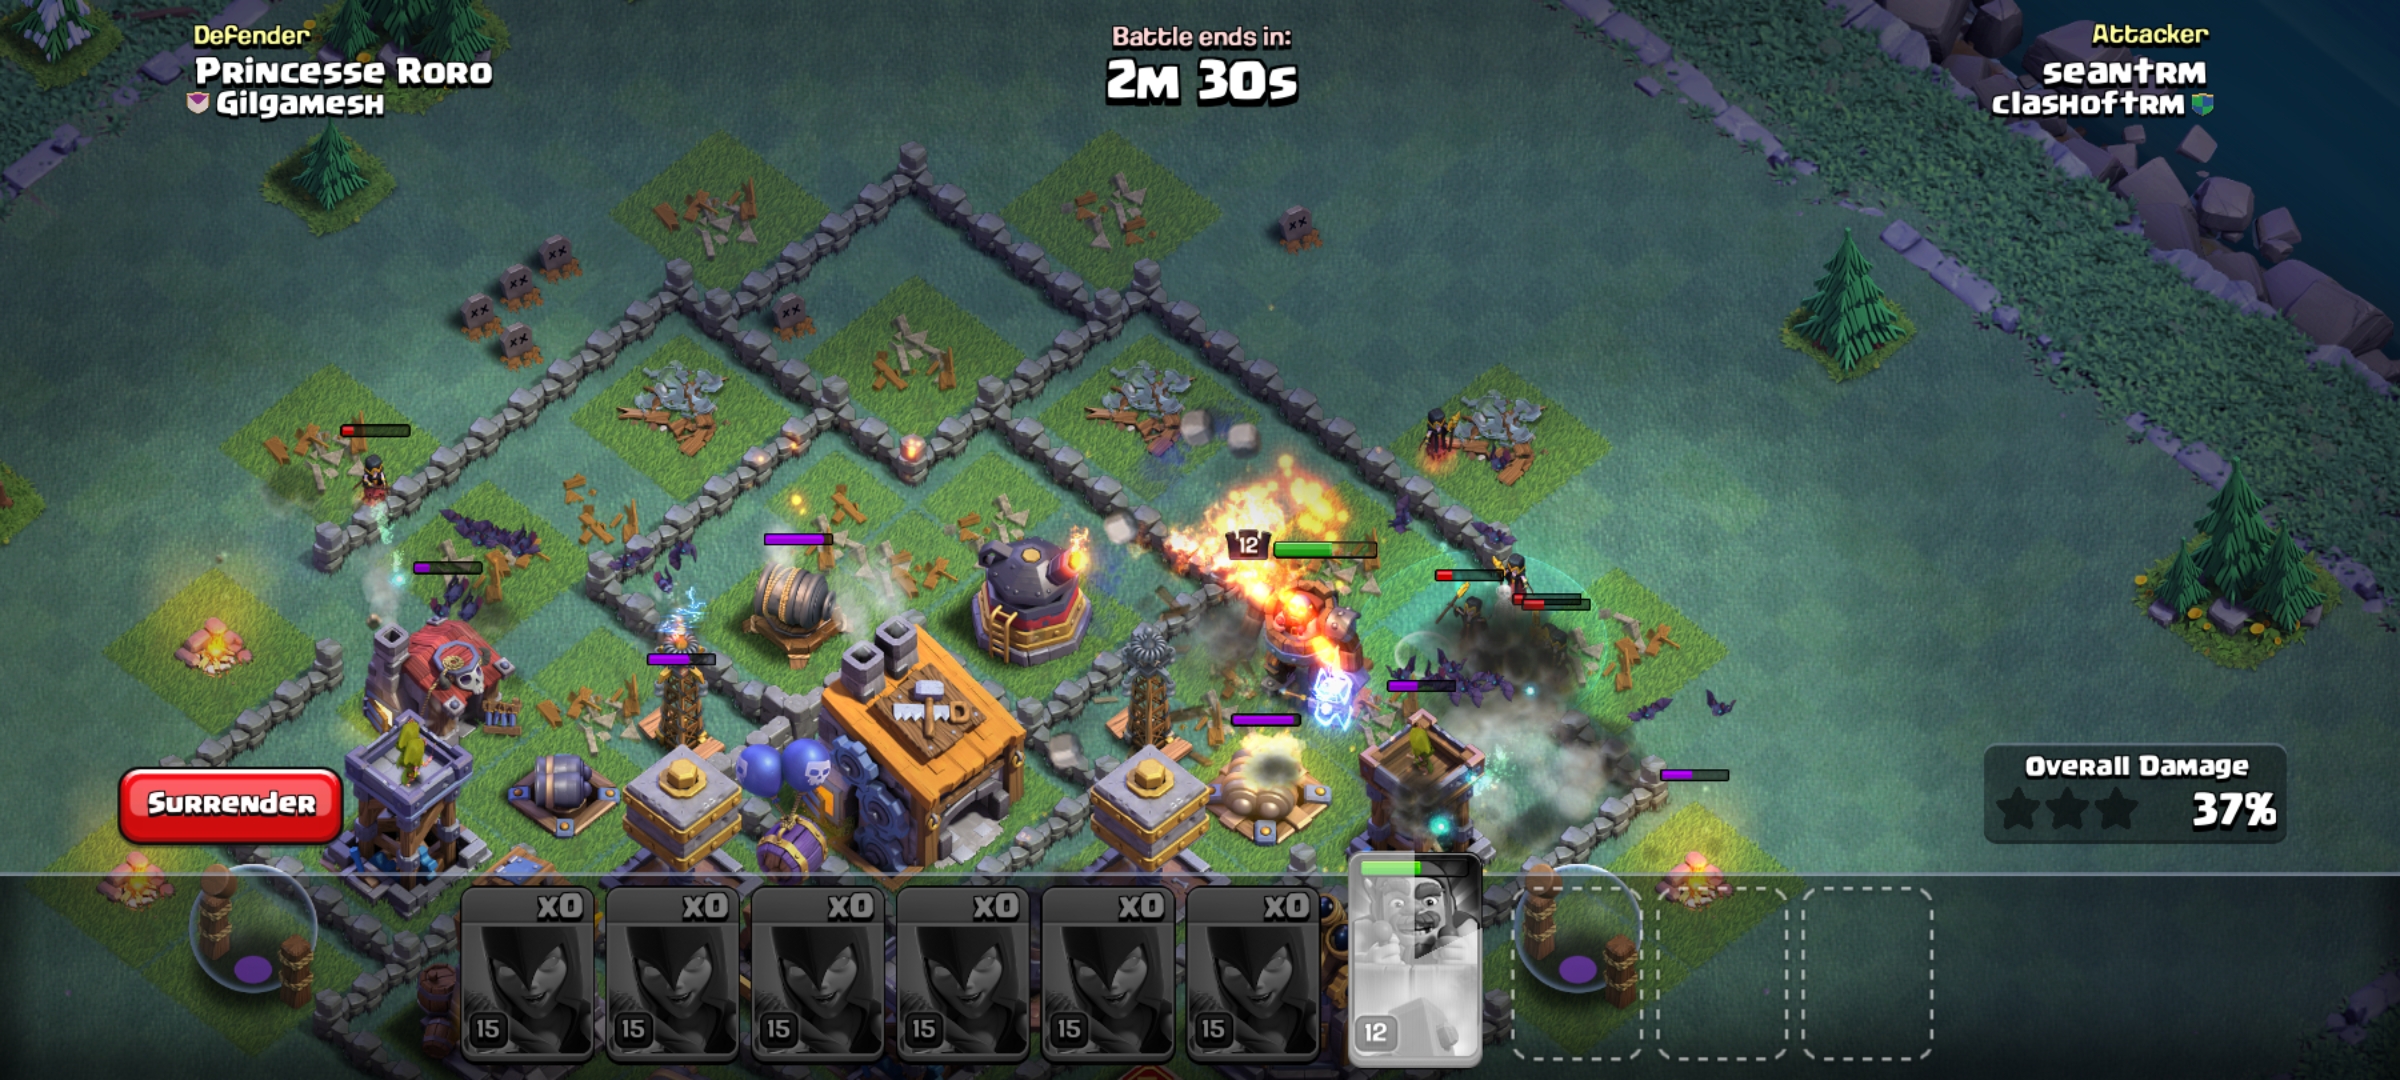 Defender
Princesse Roro
Gilgamesh
Battle ends in:
2m 30s
Attacker
seantrm
clashoftrm
12
Surrender
Overall Damage
37%
x0
x0
x0
x0
x0
x0
15
15
15
15
15
15
12